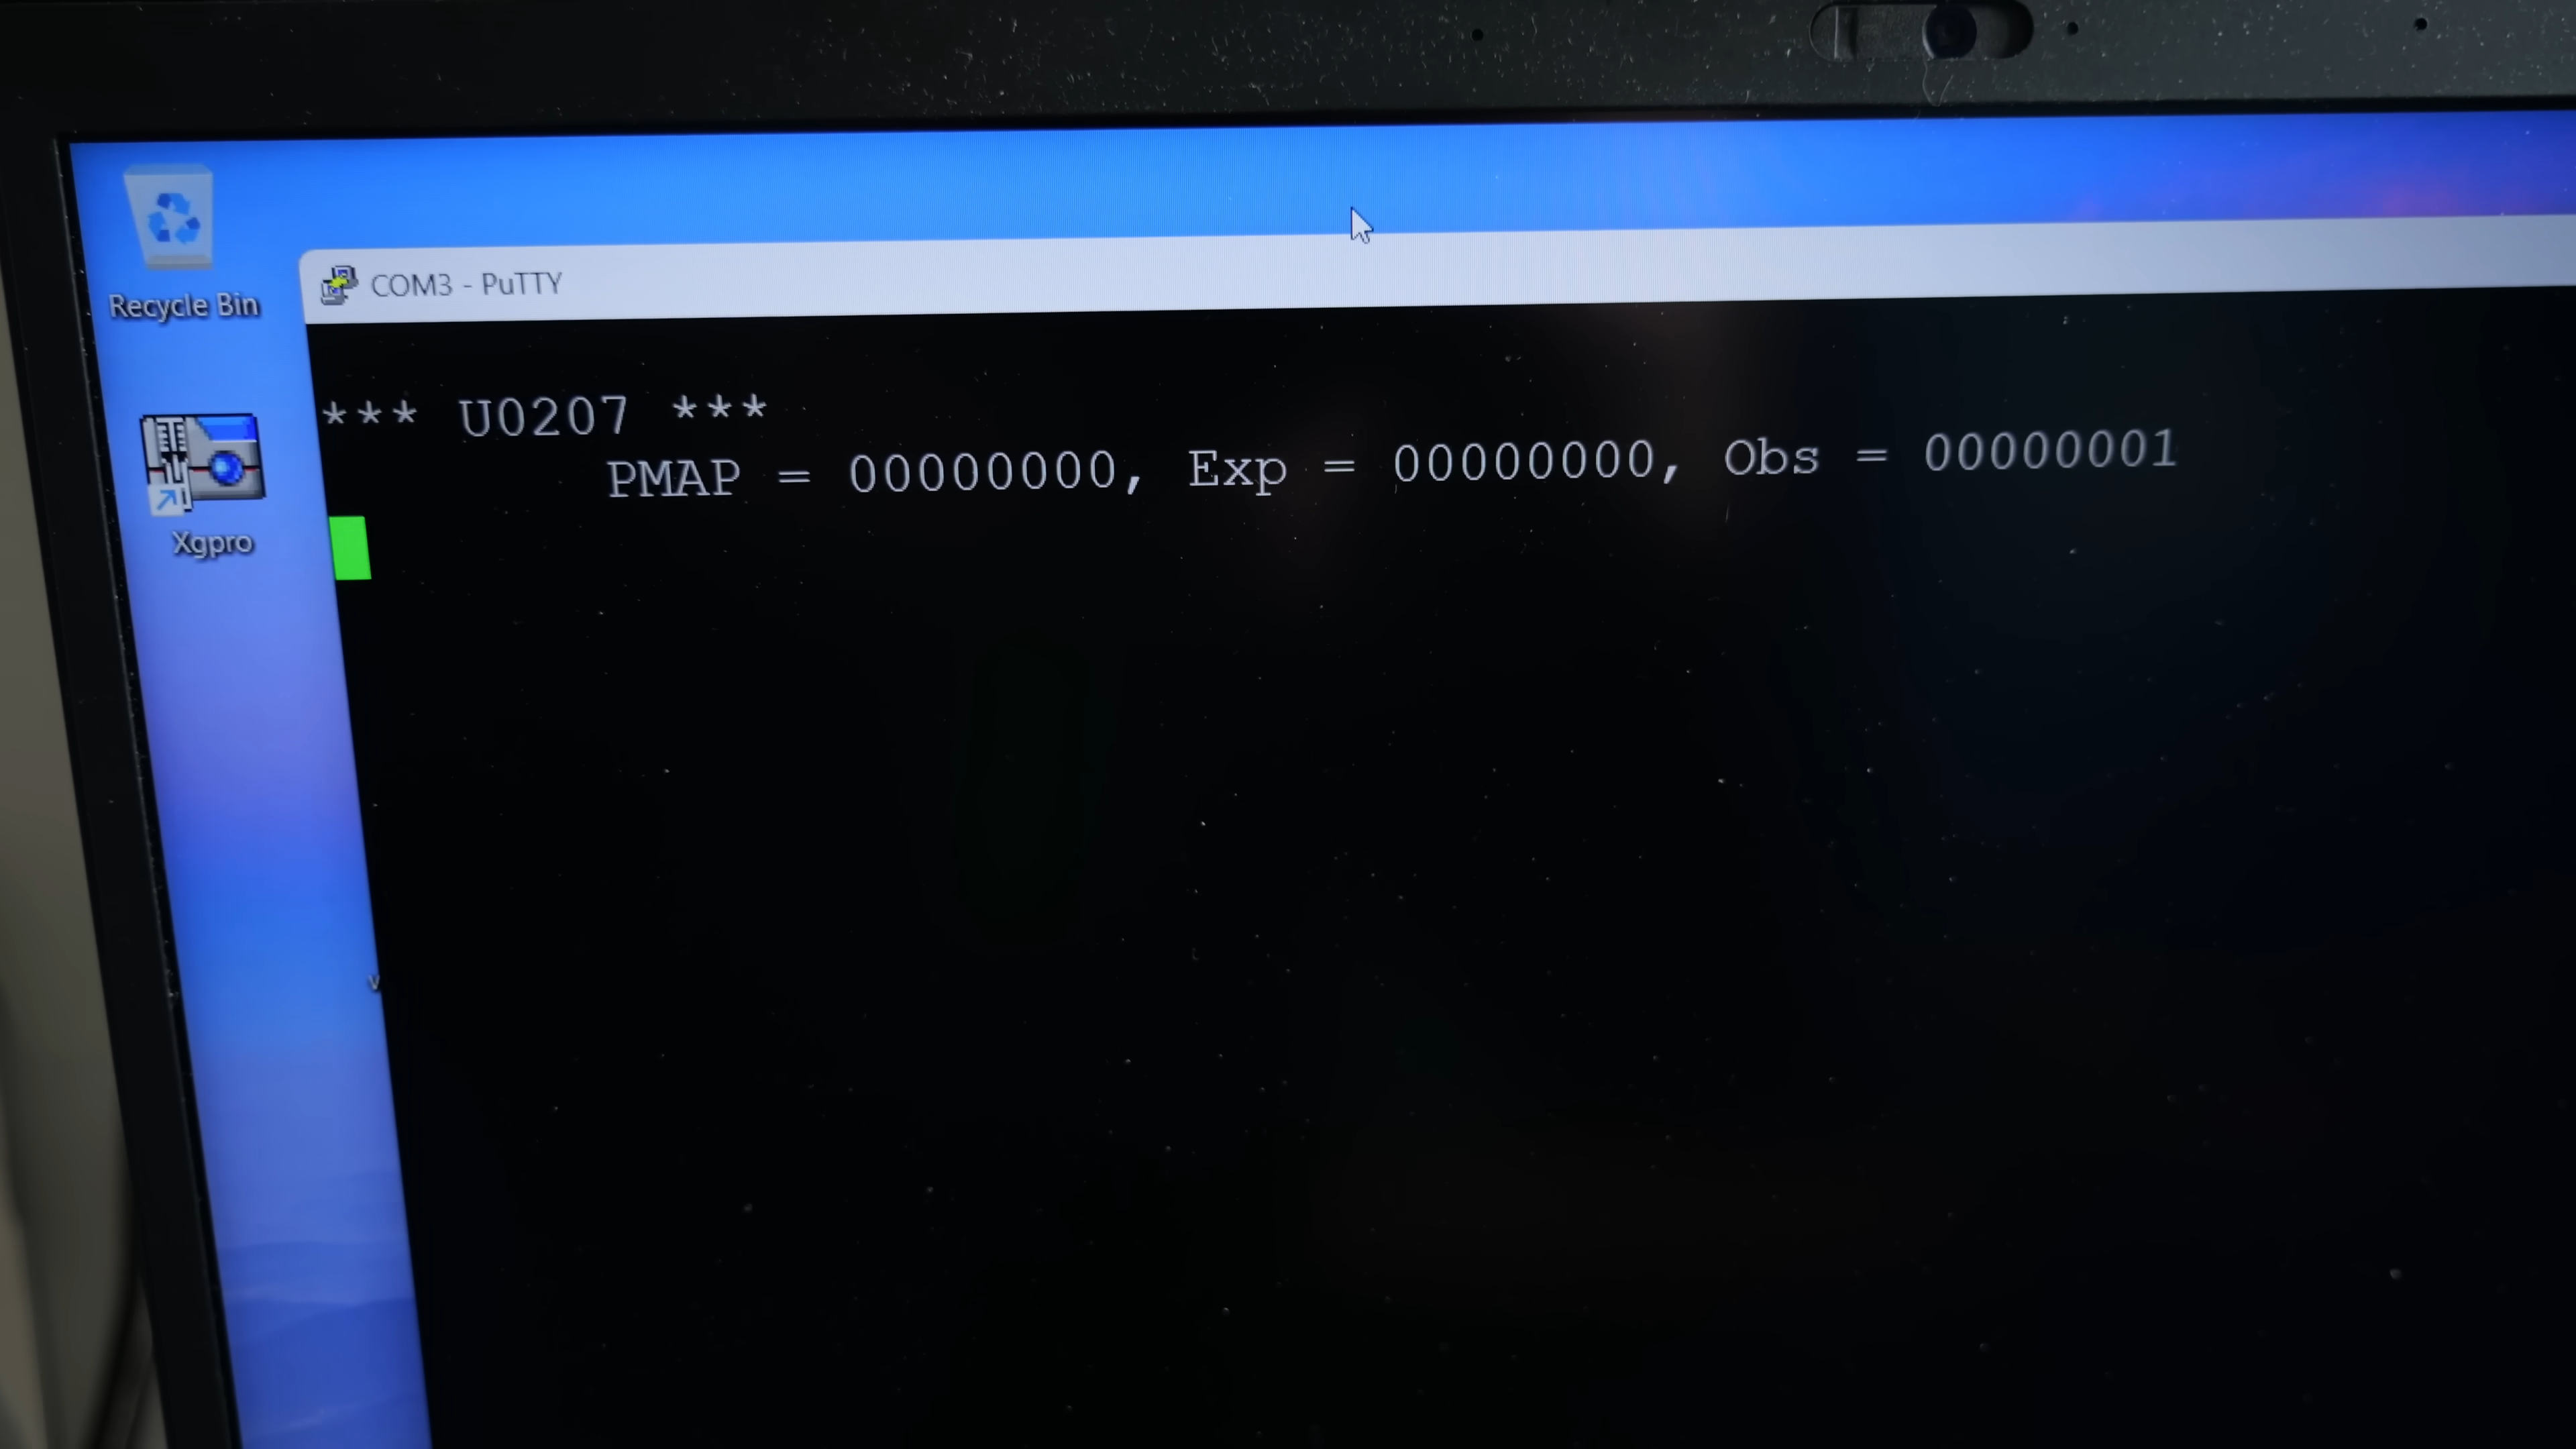 Recycle Bin
Xgpro
COM3 - PuTTY
*** U0207 ***
PMAP = 00000000, Exp = 00000000, Obs = 00000001
v